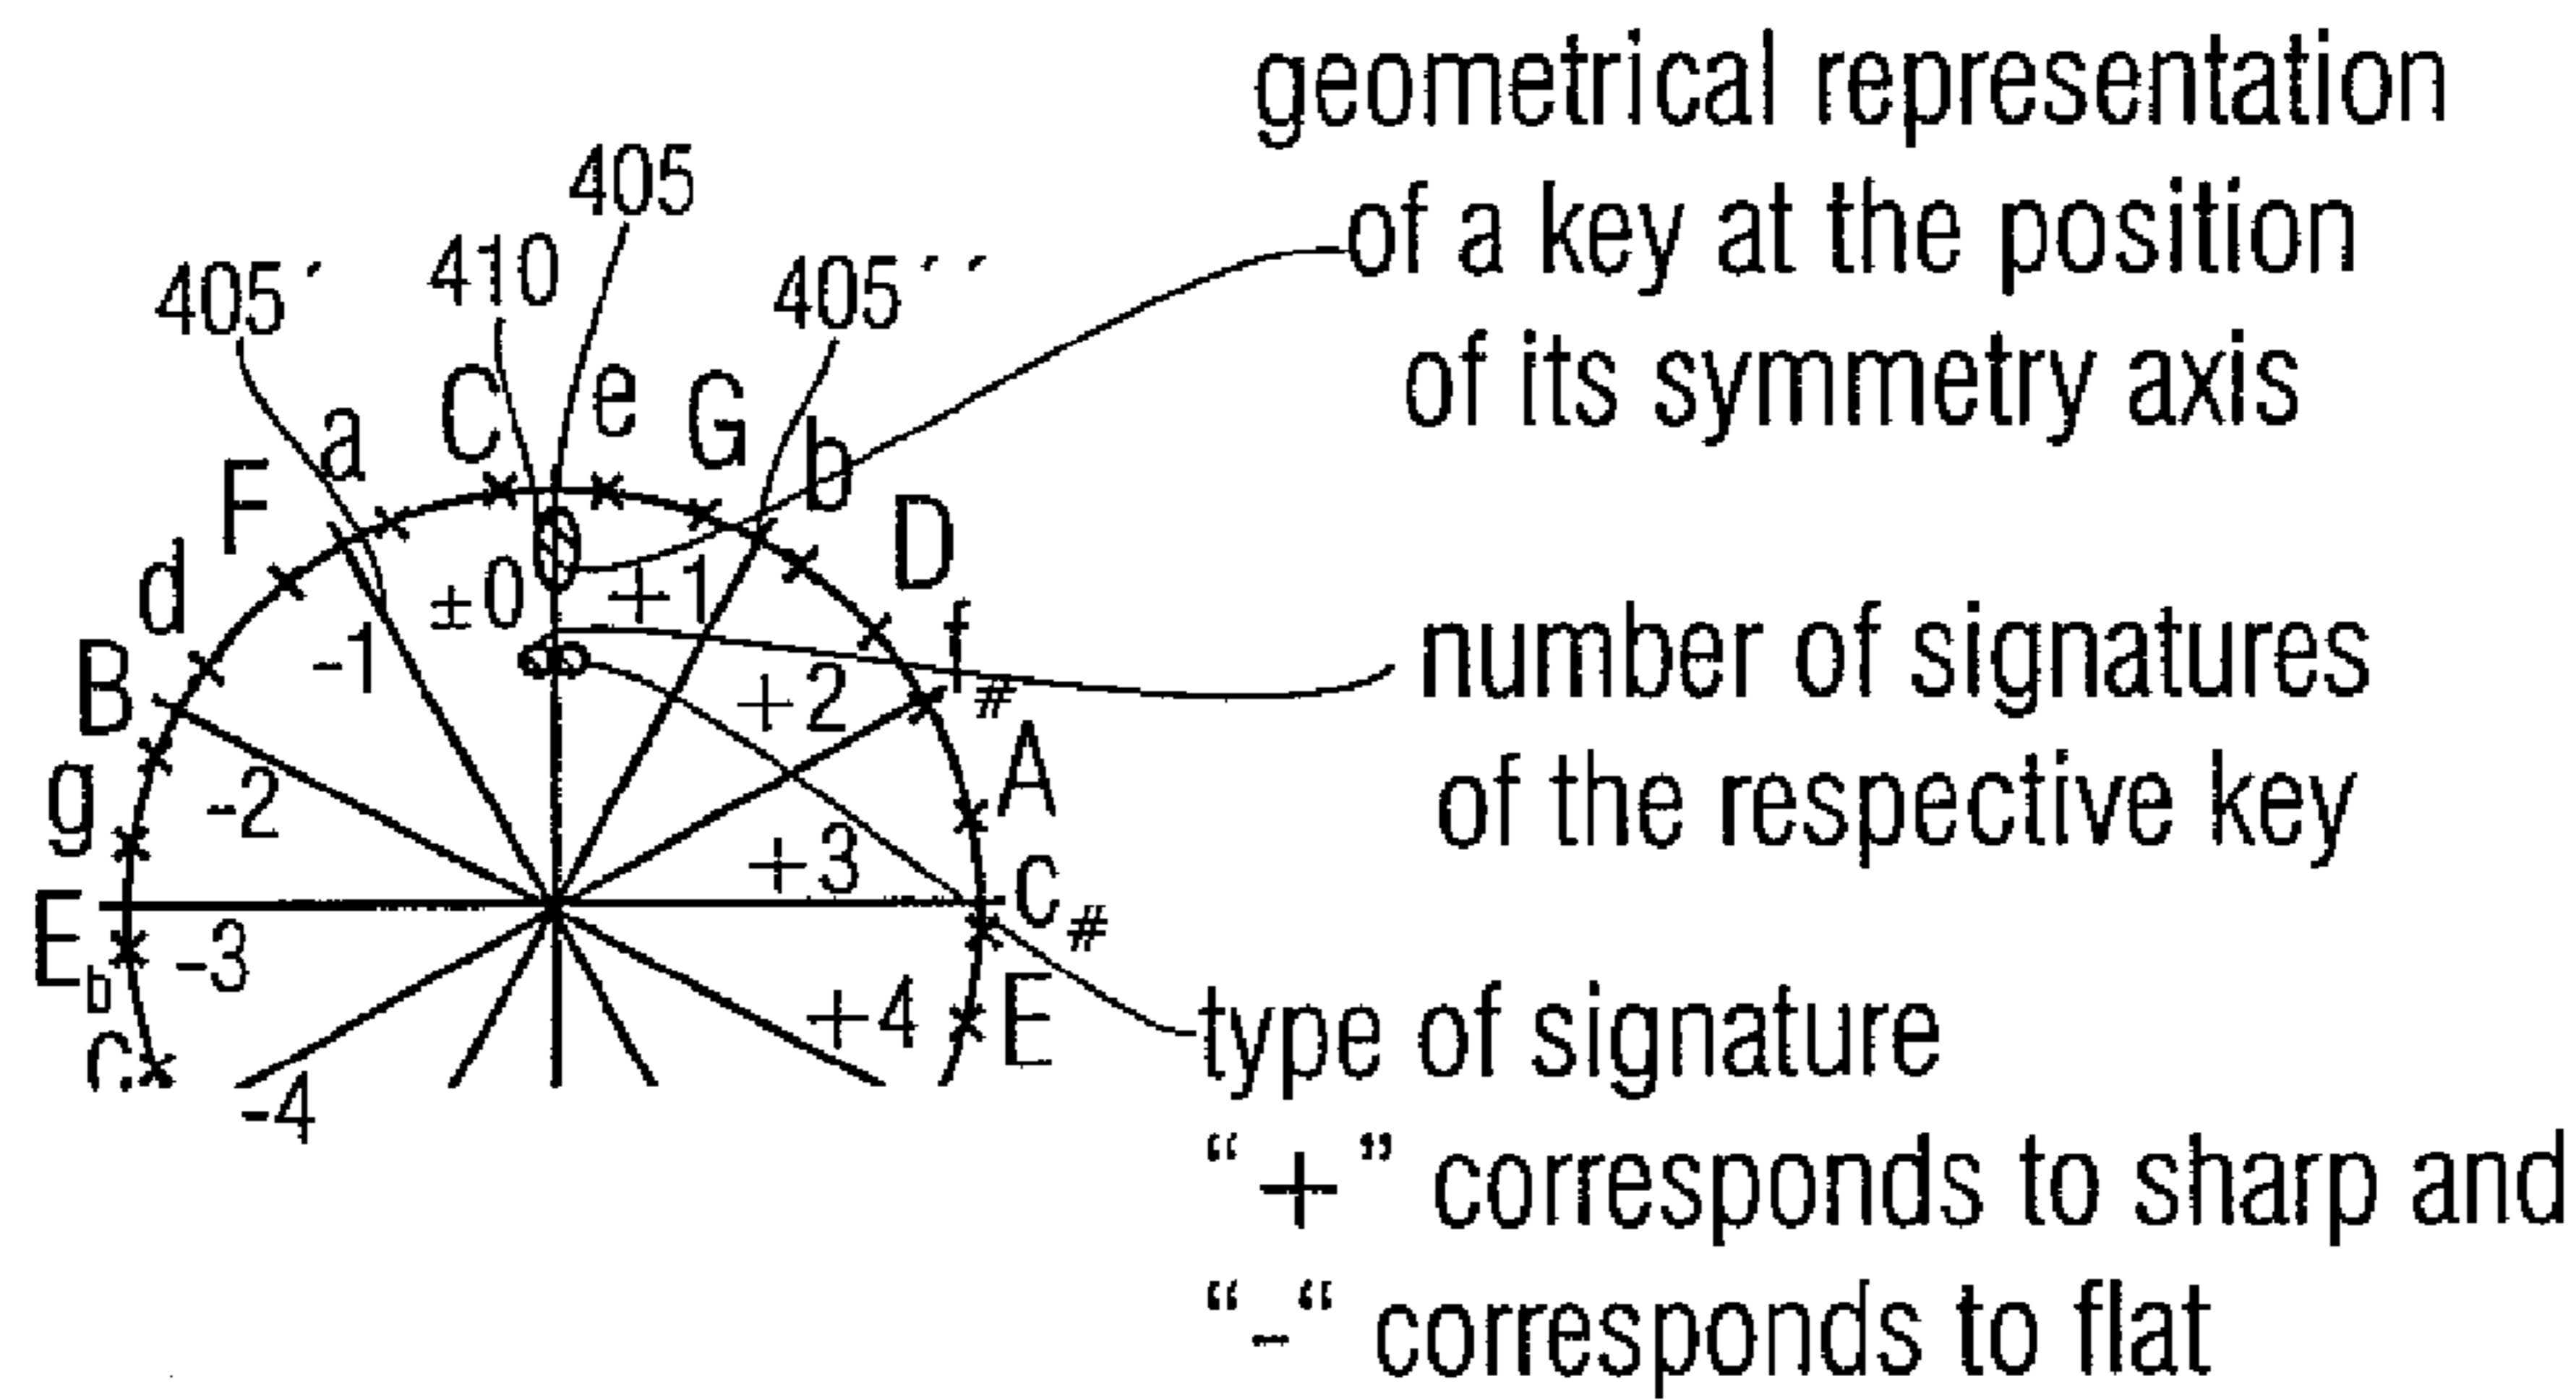 geometrical representation
of a key at the position
of its symmetry axis
405
410
405´
405´´
C
e
G
a
b
F
D
d
f#
B
A
g
c#
Eb
E
c
±0
+1
-1
+2
-2
+3
-3
+4
-4
number of signatures
of the respective key
type of signature
“+” corresponds to sharp and
“-“ corresponds to flat